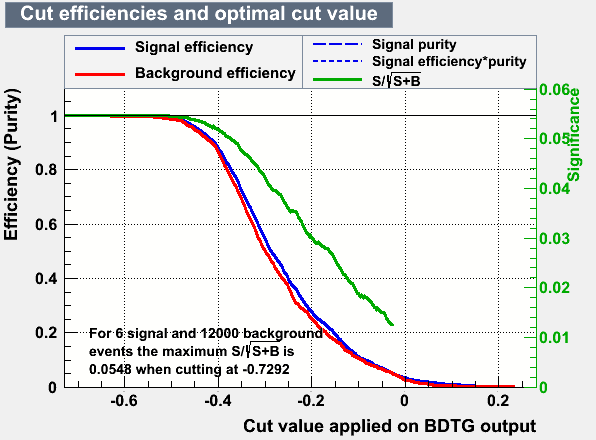 Cut efficiencies and optimal cut value
Signal efficiency
Background efficiency
Signal purity
Signal efficiency*purity
S/√S+B
Efficiency (Purity)
1
0.8
0.6
0.4
0.2
0
0.06
0.05
0.04
0.03
0.02
0.01
0
Significance
For 6 signal and 12000 background
events the maximum S/√S+B is
0.0548 when cutting at -0.7292
-0.6
-0.4
-0.2
0
0.2
Cut value applied on BDTG output